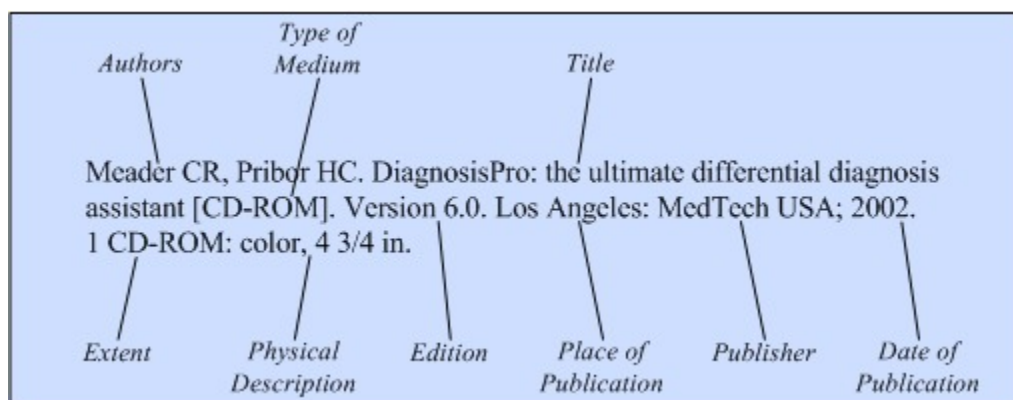 Type of
Authors Medium Title
Meader CR, Pribor HC. DiagnosisPro: the ultimate differential diagnosis
assistant [CD-ROM]. Version 6.0. Los Angeles: MedTech USA; 2002.
1 CD-ROM: color, 4 3/4 in.
Extent Physical Edition Place of Publisher Date of
Description Publication Publication